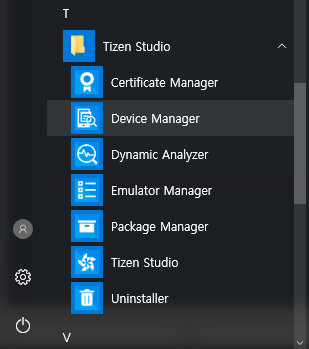 T
Tizen Studio
Certificate Manager
Device Manager
Dynamic Analyzer
Emulator Manager
Package Manager
Tizen Studio
Uninstaller
V